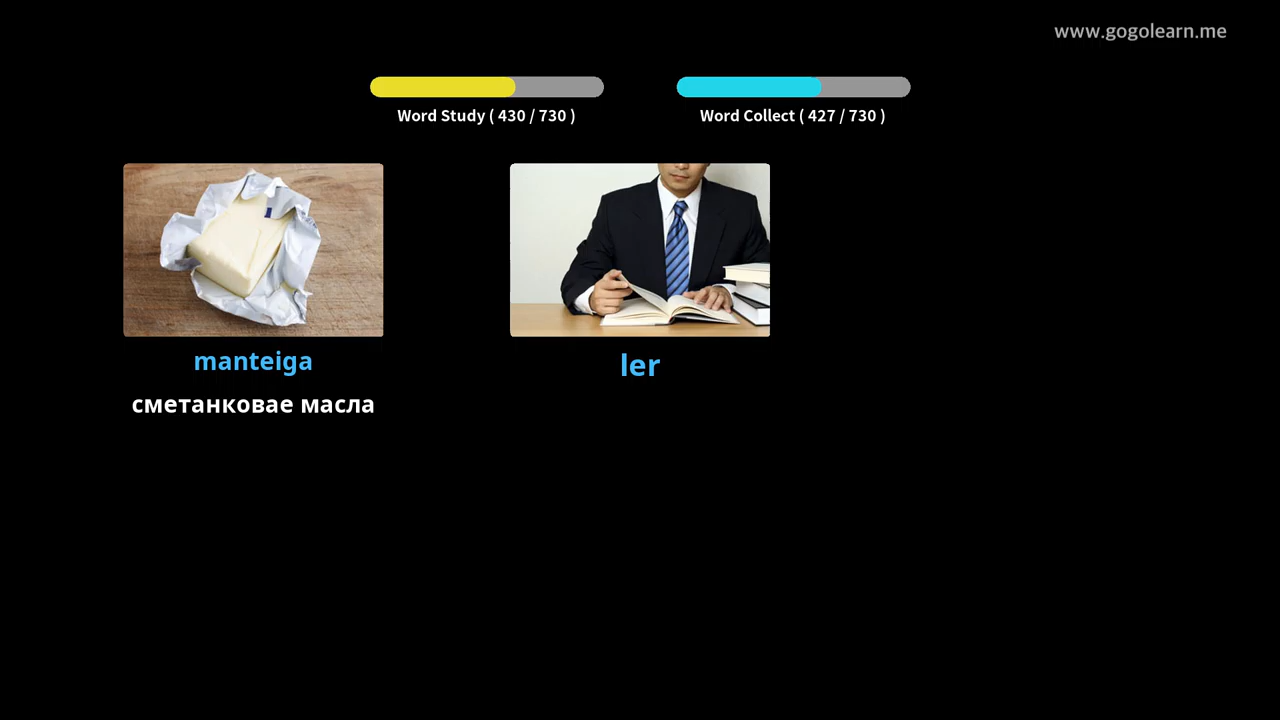 www.gogolearn.me
Word Study ( 430 / 730 )
Word Collect ( 427 / 730 )
manteiga
ler
сметанковае масла